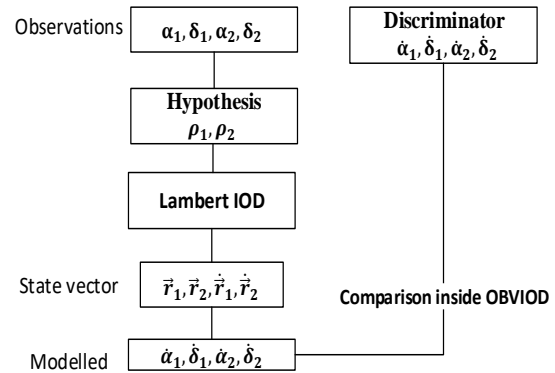 Observations
α₁, δ₁, α₂, δ₂
Discriminator
α̇₁, δ̇₁, α̇₂, δ̇₂
Hypothesis
ρ₁, ρ₂
Lambert IOD
State vector
r⃗₁, r⃗₂, ṙ⃗₁, ṙ⃗₂
Comparison inside OBVIOD
Modelled
α̇₁, δ̇₁, α̇₂, δ̇₂